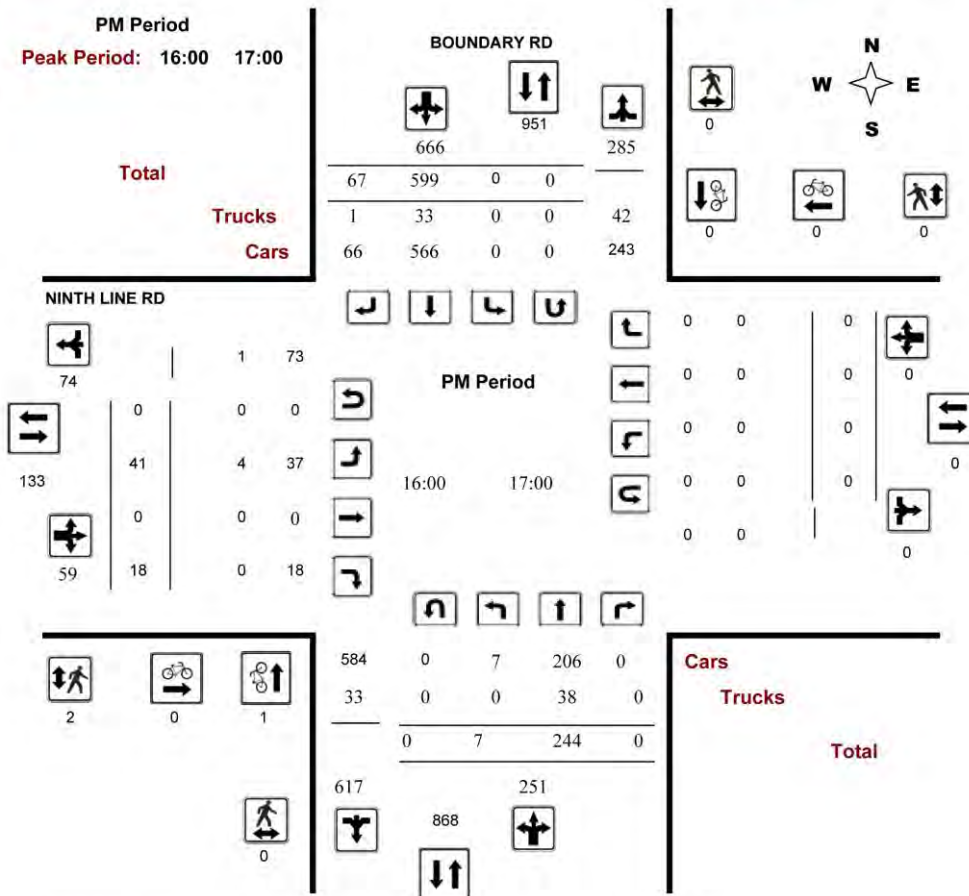 PM Period
Peak Period: 16:00 17:00
BOUNDARY RD
N
W E
S
951
0
666 285
Total 67 599 0 0
Trucks 1 33 0 0 42
0 0 0
Cars 66 566 0 0 243
NINTH LINE RD
0 0 0
1 73
74
PM Period
0
0 0 0
0 0 0
0 0 0
41 4 37
0
133
16:00 17:00
0 0 0
0 0 0
0 0
0
59 18 0 18
584 0 7 206 0 Cars
33 0 0 38 0 Trucks
2 0 1
0 7 244 0 Total
617 251
868
0